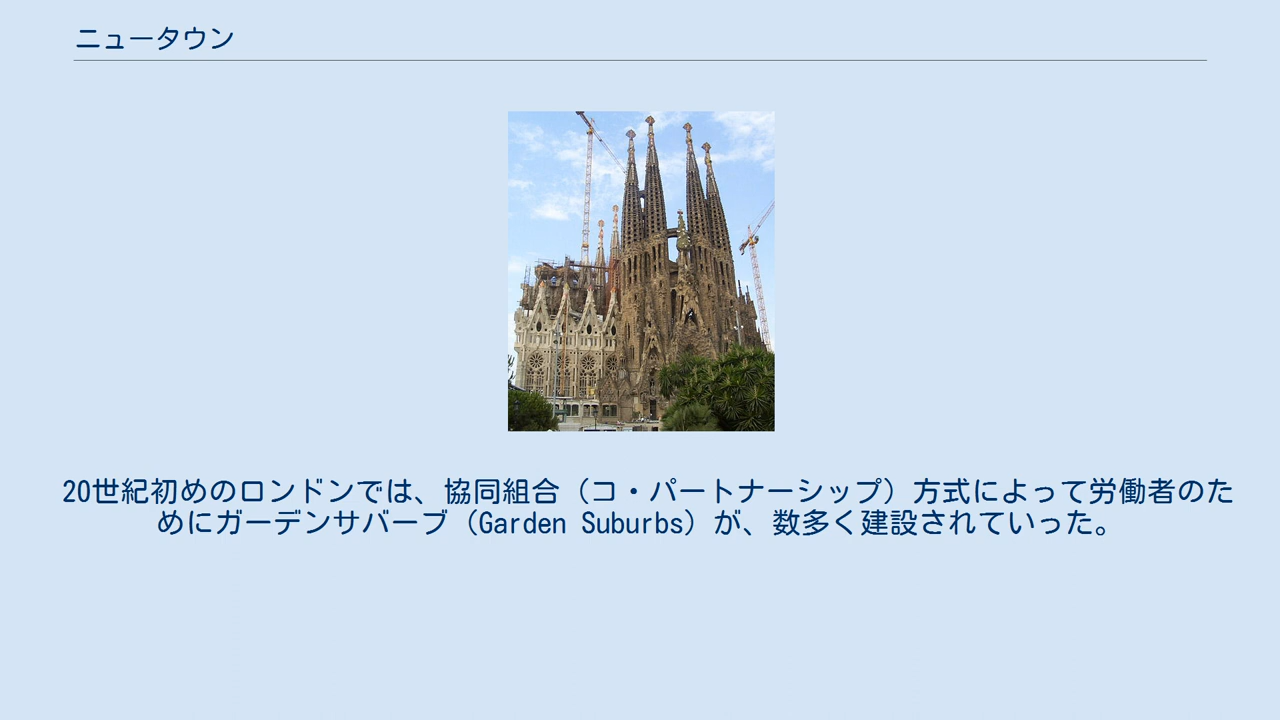 ニュータウン
20世紀初めのロンドンでは、協同組合（コ・パートナーシップ）方式によって労働者のた
めにガーデンサバーブ（Garden Suburbs）が、数多く建設されていった。